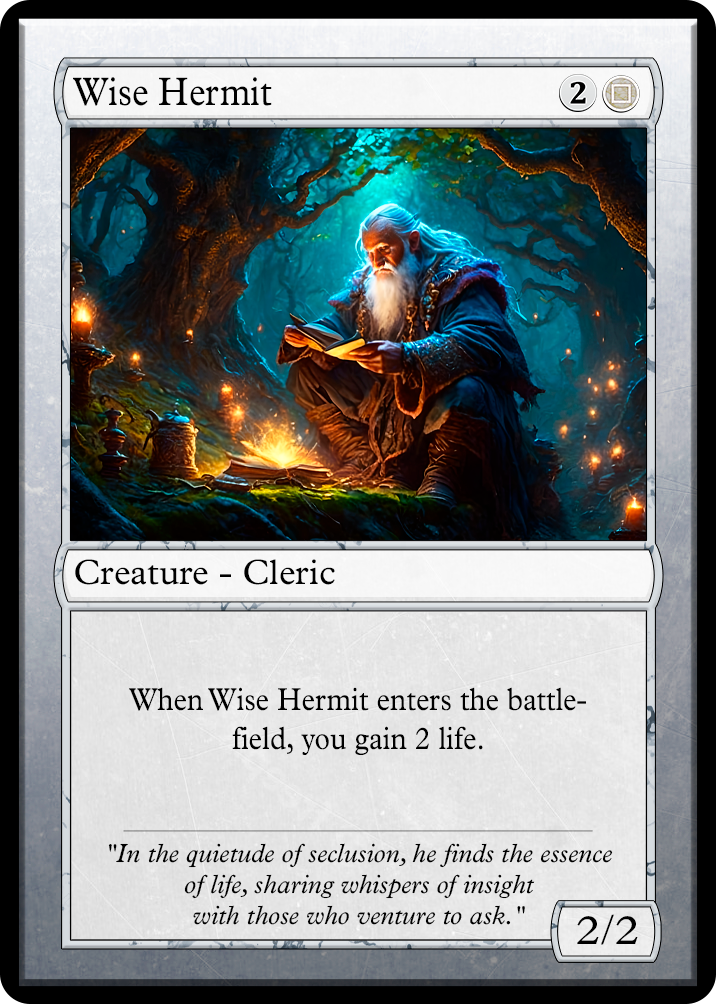 Wise Hermit 2
Creature - Cleric
When Wise Hermit enters the battle-
field, you gain 2 life.
"In the quietude of seclusion, he finds the essence
of life, sharing whispers of insight
with those who venture to ask."
2/2